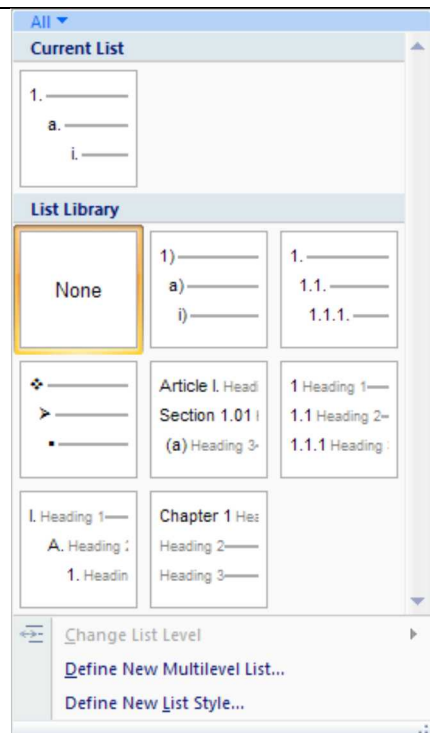 All
Current List
1.
a.
i.
List Library
None
1)
a)
i)
1.
1.1.
1.1.1.
Article I. Headi
Section 1.01
(a) Heading 3
1 Heading 1
1.1 Heading 2
1.1.1 Heading
I. Heading 1
A. Heading
1. Headin
Chapter 1 Hea
Heading 2
Heading 3
Change List Level
Define New Multilevel List...
Define New List Style...